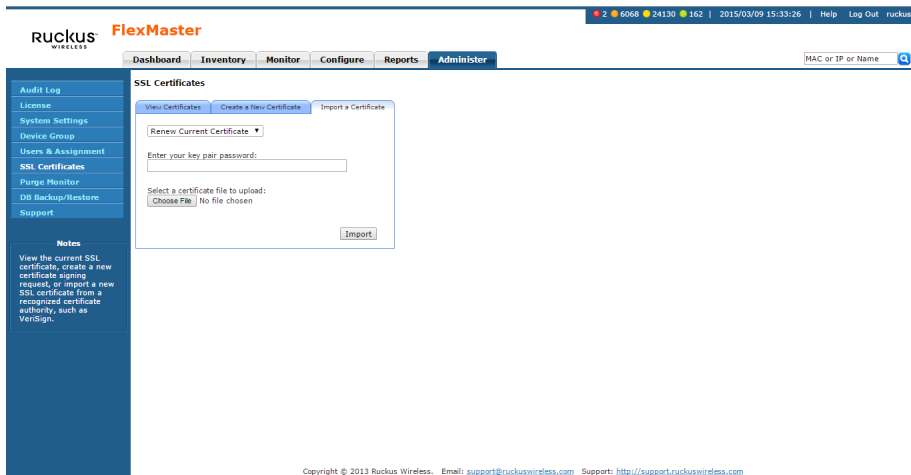 2 6068 24130 162 | 2015/03/09 15:33:26 | Help Log Out ruckus
RUCKUS
WIRELESS
FlexMaster
Dashboard Inventory Monitor Configure Reports Administer
MAC or IP or Name
Audit Log
License
System Settings
Device Group
Users & Assignment
SSL Certificates
Purge Monitor
DB Backup/Restore
Support
Notes
View the current SSL
certificate, create a new
certificate signing
request, or import a new
SSL certificate from a
recognized certificate
authority, such as
VeriSign.
SSL Certificates
View Certificates Create a New Certificate Import a Certificate
Renew Current Certificate
Enter your key pair password:
Select a certificate file to upload:
Choose File No file chosen
Import
Copyright © 2013 Ruckus Wireless. Email: support@ruckuswireless.com Support: http://support.ruckuswireless.com